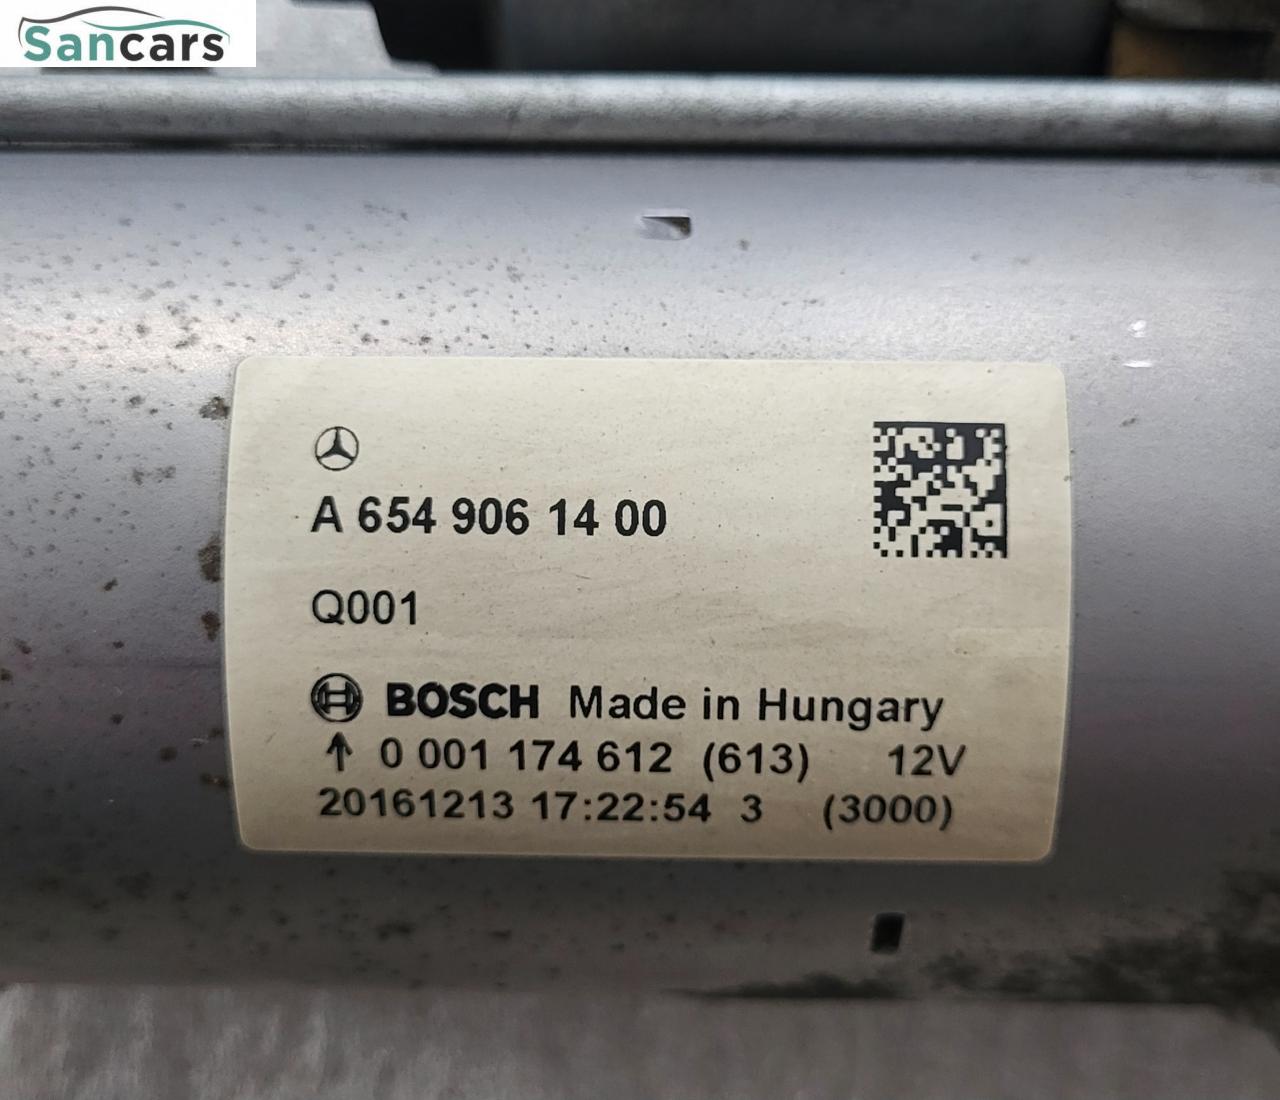 Sancars
A 654 906 14 00
Q001
BOSCH Made in Hungary
↑ 0 001 174 612 (613) 12V
20161213 17:22:54 3 (3000)